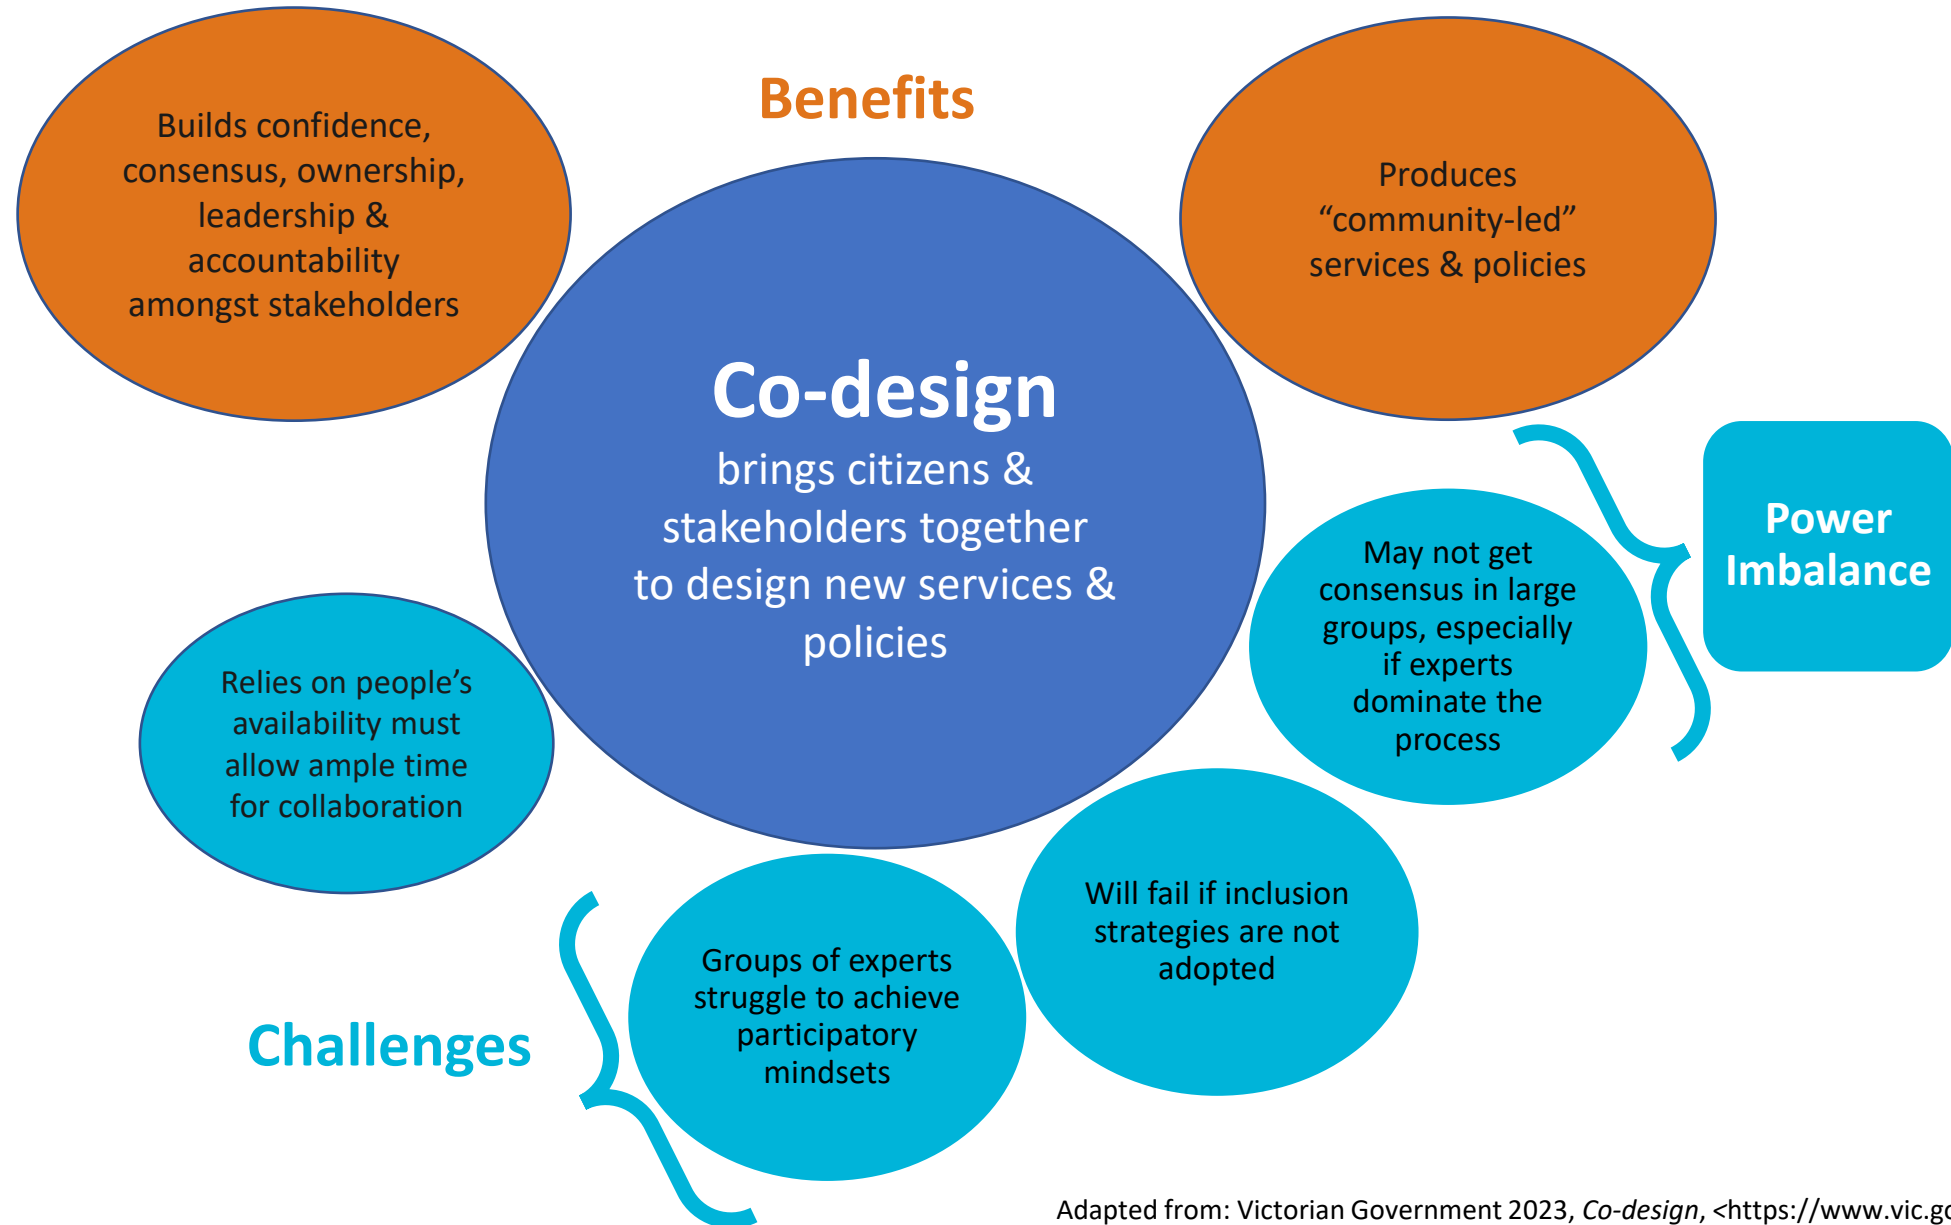 Benefits
Builds confidence,
consensus, ownership,
leadership &
accountability
amongst stakeholders
Produces
“community-led”
services & policies
Co-design
brings citizens &
stakeholders together
to design new services &
policies
Power
Imbalance
May not get
consensus in large
groups, especially
if experts
dominate the
process
Relies on people’s
availability must
allow ample time
for collaboration
Will fail if inclusion
strategies are not
adopted
Groups of experts
struggle to achieve
participatory
mindsets
Challenges
Adapted from: Victorian Government 2023, Co-design, <https://www.vic.go